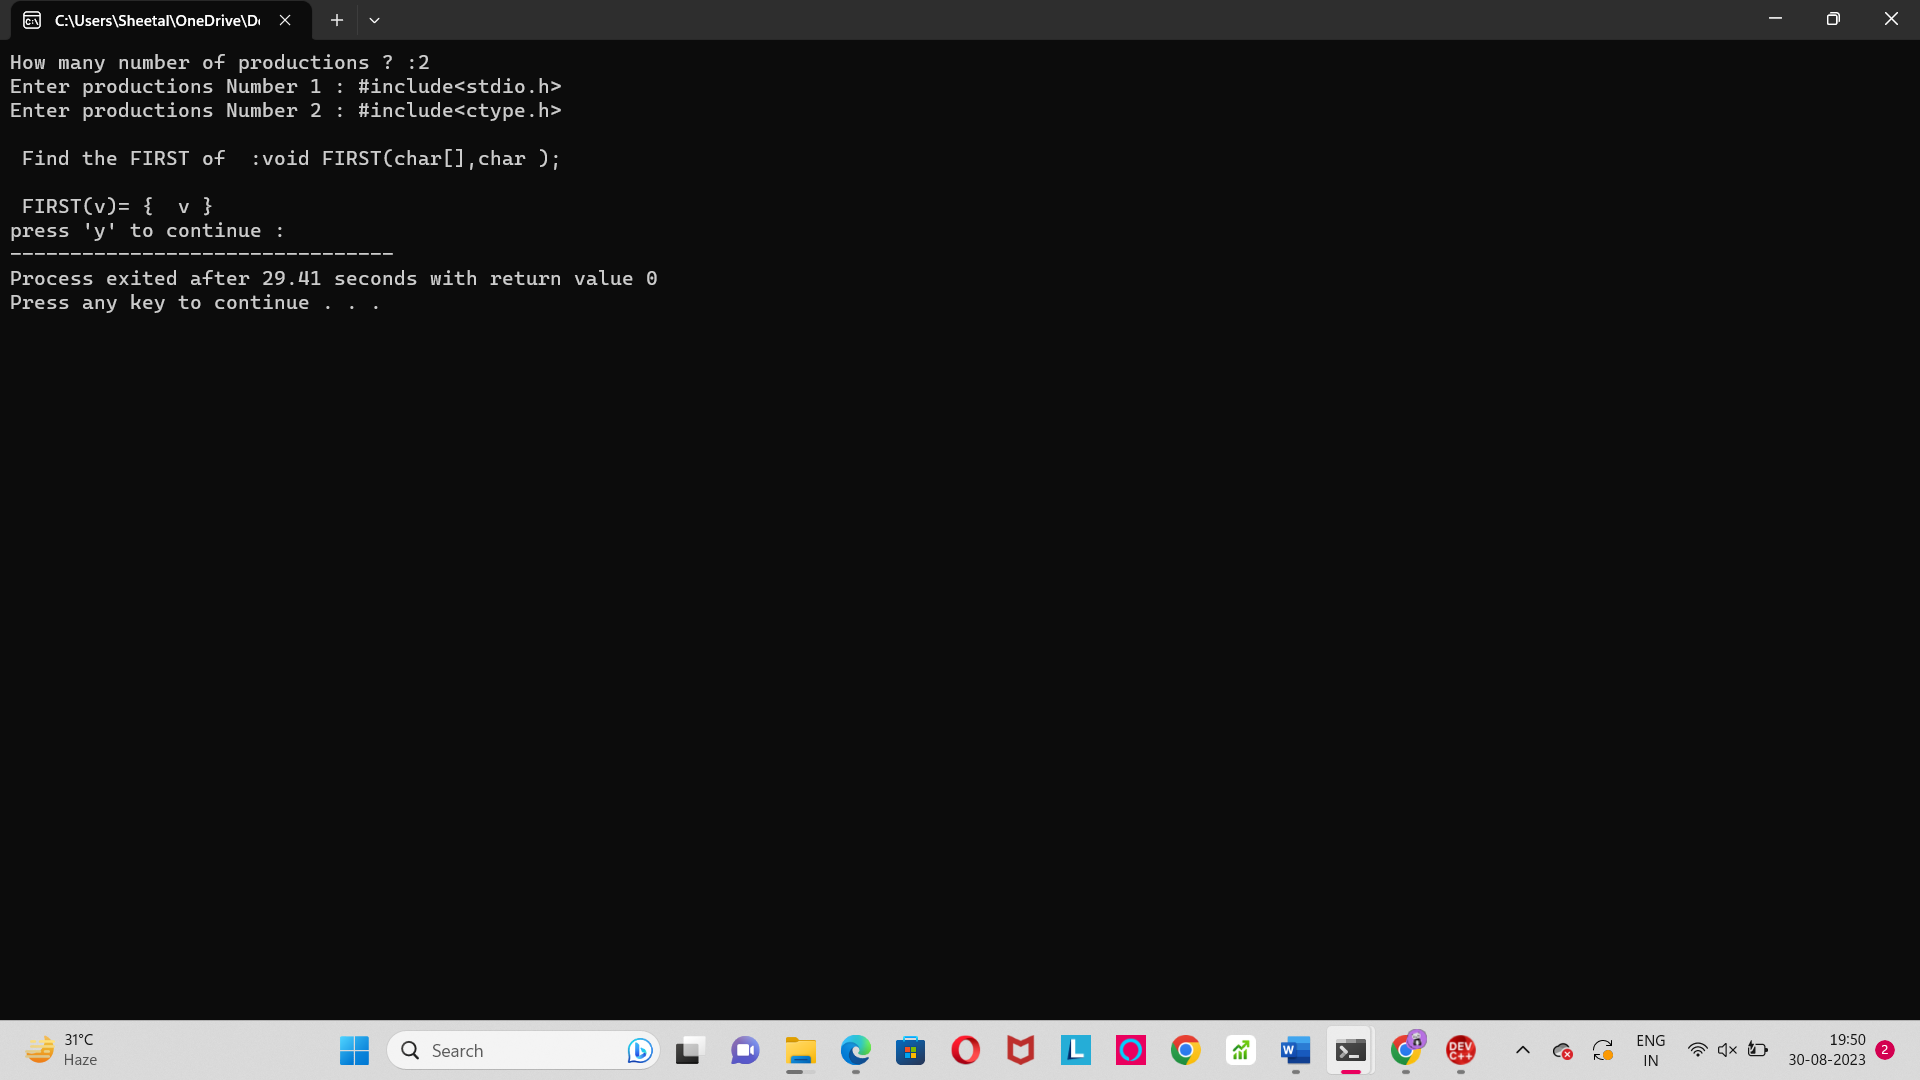 C:\Users\Sheetal\OneDrive\De
How many number of productions ? :2
Enter productions Number 1 : #include<stdio.h>
Enter productions Number 2 : #include<ctype.h>
Find the FIRST of  :void FIRST(char[],char );
FIRST(v)= {  v }
press 'y' to continue :
--------------------------------
Process exited after 29.41 seconds with return value 0
Press any key to continue . . .
31°C
Haze
Search
L
W
DEV
C++
ENG
IN
19:50
30-08-2023
2